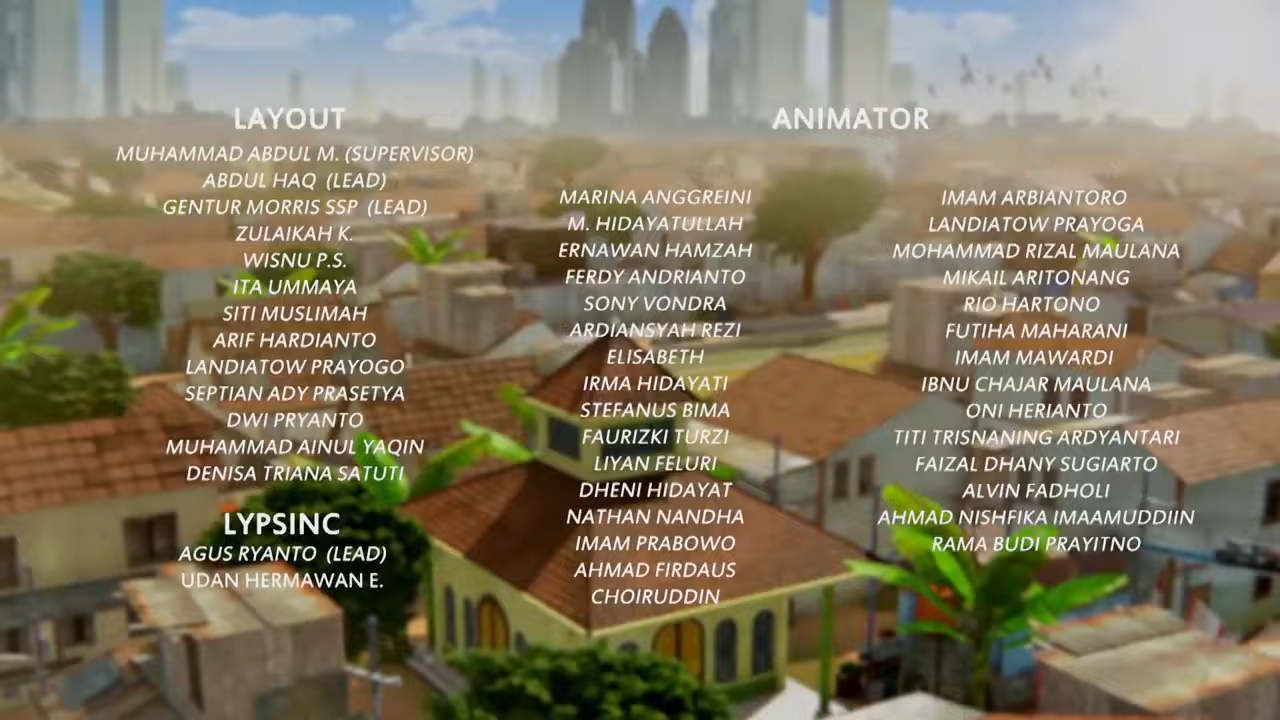 LAYOUT
MUHAMMAD ABDUL M. (SUPERVISOR)
ABDUL HAQ (LEAD)
GENTUR MORRIS SSP (LEAD)
ZULAIKAH K.
WISNU P.S.
ITA UMMAYA
SITI MUSLIMAH
ARIF HARDIANTO
LANDIATOW PRAYOGO
SEPTIAN ADY PRASETYA
DWI PRYANTO
MUHAMMAD AINUL YAQIN
DENISA TRIANA SATUTI
LYPSINC
AGUS RYANTO (LEAD)
UDAN HERMAWAN E.
ANIMATOR
MARINA ANGGREINI
M. HIDAYATULLAH
ERNAWAN HAMZAH
FERDY ANDRIANTO
SONY VONDRA
ARDIANSYAH REZI
ELISABETH
IRMA HIDAYATI
STEFANUS BIMA
FAURIZKI TURZI
LIYAN FELURI
DHENI HIDAYAT
NATHAN NANDHA
IMAM PRABOWO
AHMAD FIRDAUS
CHOIRUDDIN
IMAM ARBIANTORO
LANDIATOW PRAYOGA
MOHAMMAD RIZAL MAULANA
MIKAIL ARITONANG
RIO HARTONO
FUTIHA MAHARANI
IMAM MAWARDI
IBNU CHAJAR MAULANA
ONI HERIANTO
TITI TRISNANING ARDYANTARI
FAIZAL DHANY SUGIARTO
ALVIN FADHOLI
AHMAD NISHFIKA IMAAMUDDIIN
RAMA BUDI PRAYITNO